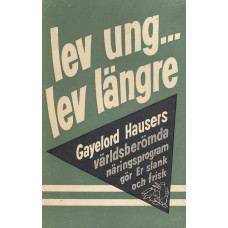 lev ung...
lev längre
Gayelord Hausers
världsberömda
näringsprogram
gör Er slank
och frisk